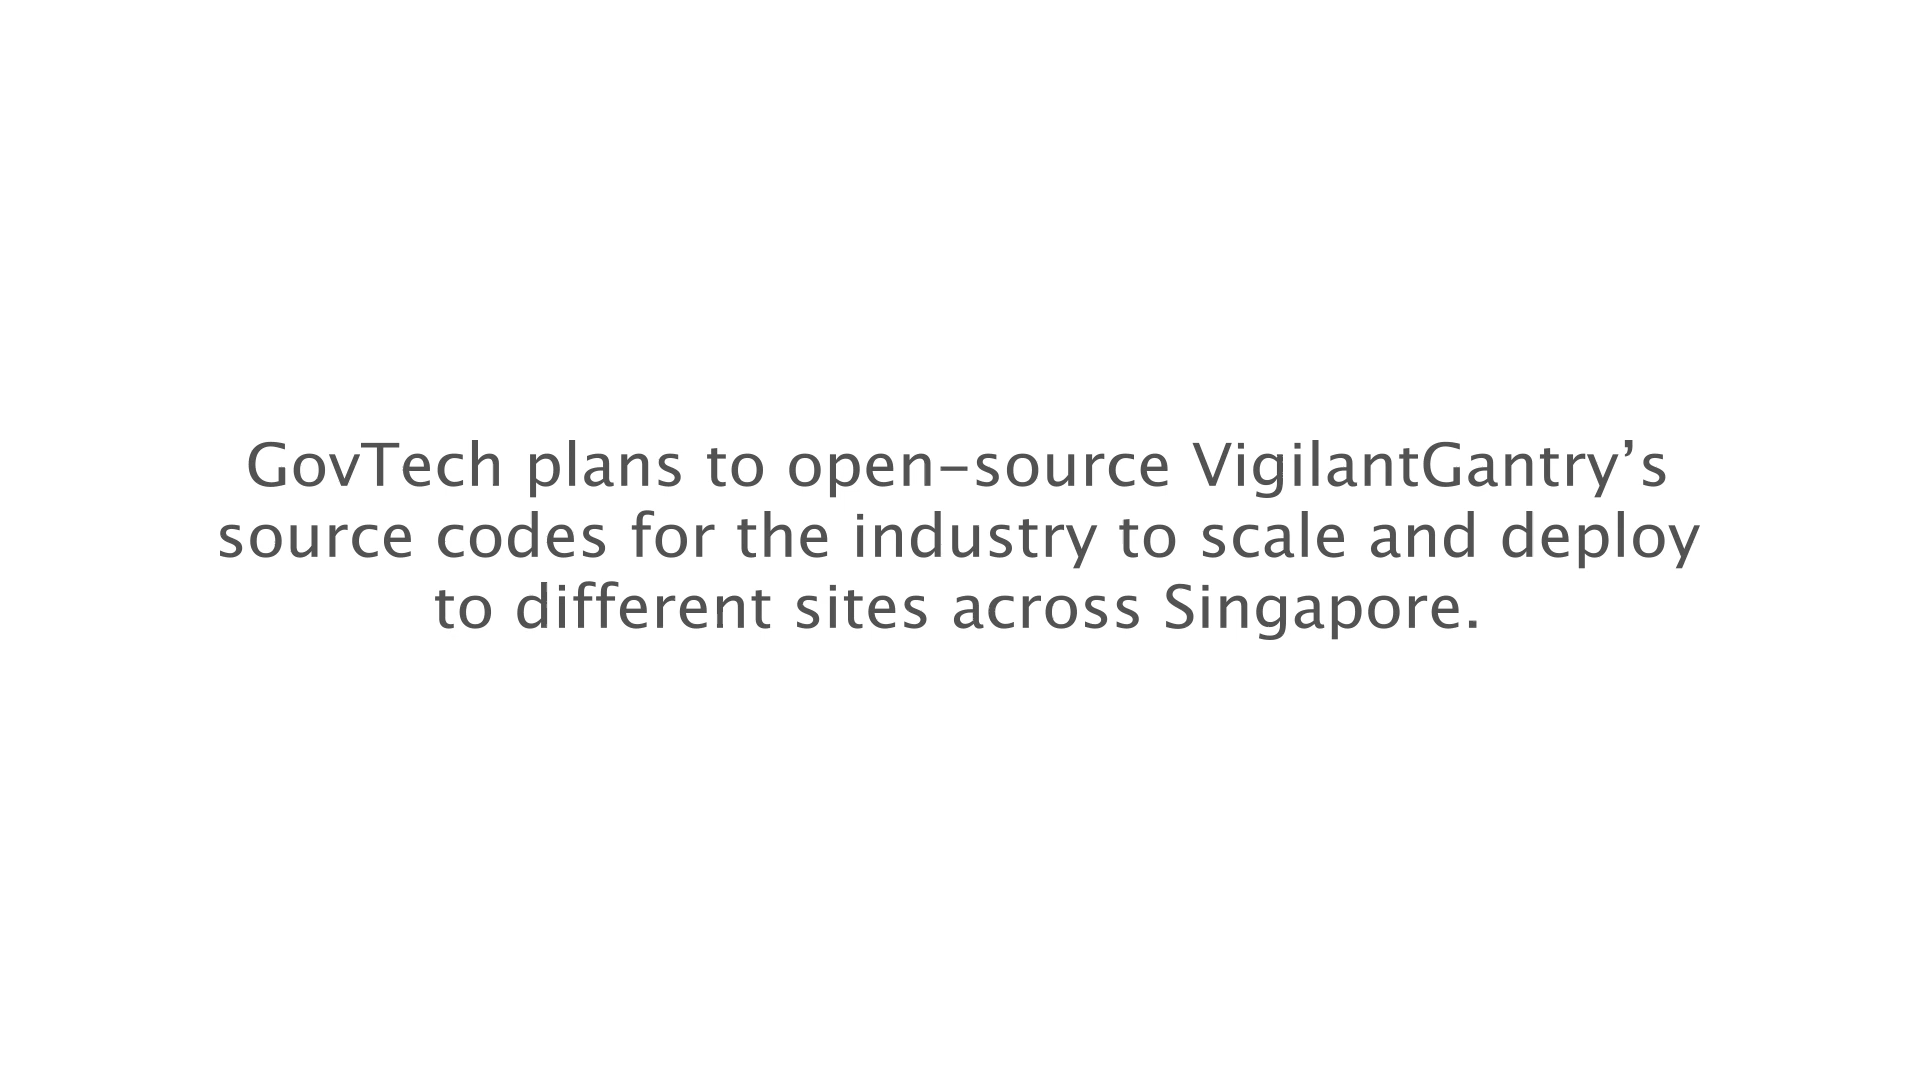 GovTech plans to open-source VigilantGantry’s
source codes for the industry to scale and deploy
to different sites across Singapore.